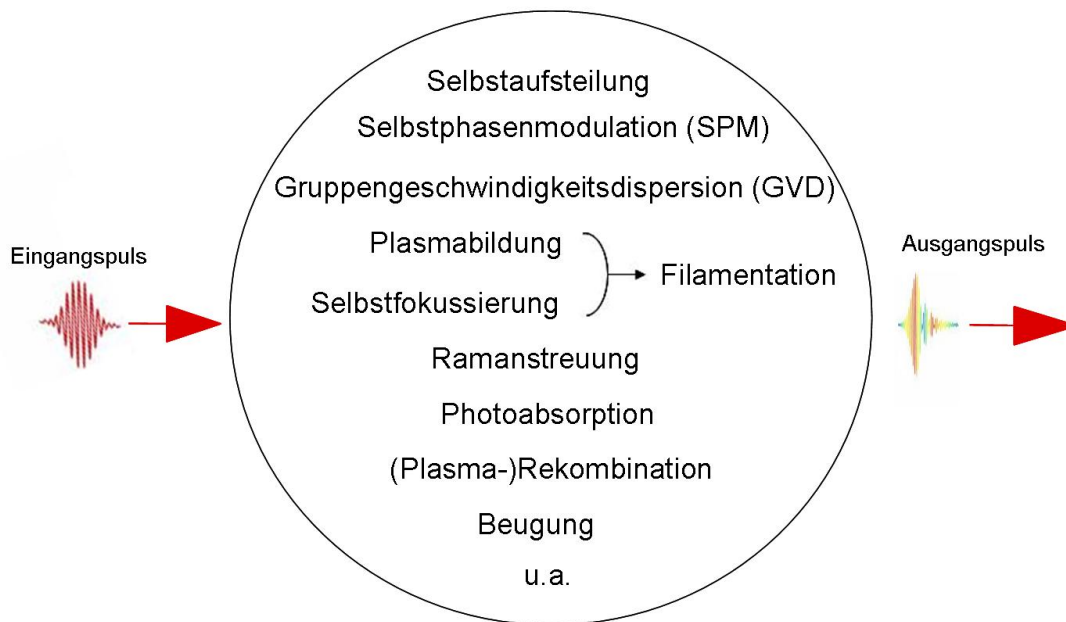 Selbstaufsteilung
Selbstphasenmodulation (SPM)
Gruppengeschwindigkeitsdispersion (GVD)
Plasmabildung
Eingangspuls
Ausgangspuls
Filamentation
Selbstfokussierung
Ramanstreuung
Photoabsorption
(Plasma-)Rekombination
Beugung
u.a.